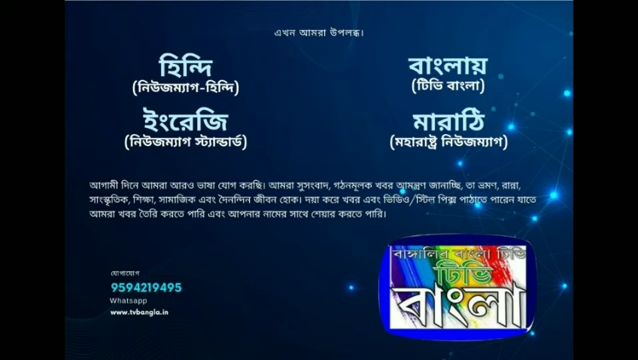 এখন আমরা উপলব্ধ।
হিন্দি
(নিউজম্যাগ-হিন্দি)
বাংলায়
(টিভি বাংলা)
ইংরেজি
(নিউজম্যাগ স্ট্যান্ডার্ড)
মারাঠি
(মহারাষ্ট্র নিউজম্যাগ)
আগামী দিনে আমরা আরও ভাষা যোগ করছি। আমরা সুসংবাদ, গঠনমূলক খবর আমন্ত্রণ জানাচ্ছি, তা ভ্রমণ, রান্না,
সাংস্কৃতিক, শিক্ষা, সামাজিক এবং দৈনন্দিন জীবন হোক। দয়া করে খবর এবং ভিডিও/স্টিল পিক্স পাঠাতে পারেন যাতে
আমরা খবর তৈরি করতে পারি এবং আপনার নামের সাথে শেয়ার করতে পারি।
যোগাযোগ
9594219495
Whatsapp
www.tvbangla.in
বাঙ্গালির বাংলা টিভি
টিভি
বাংলা